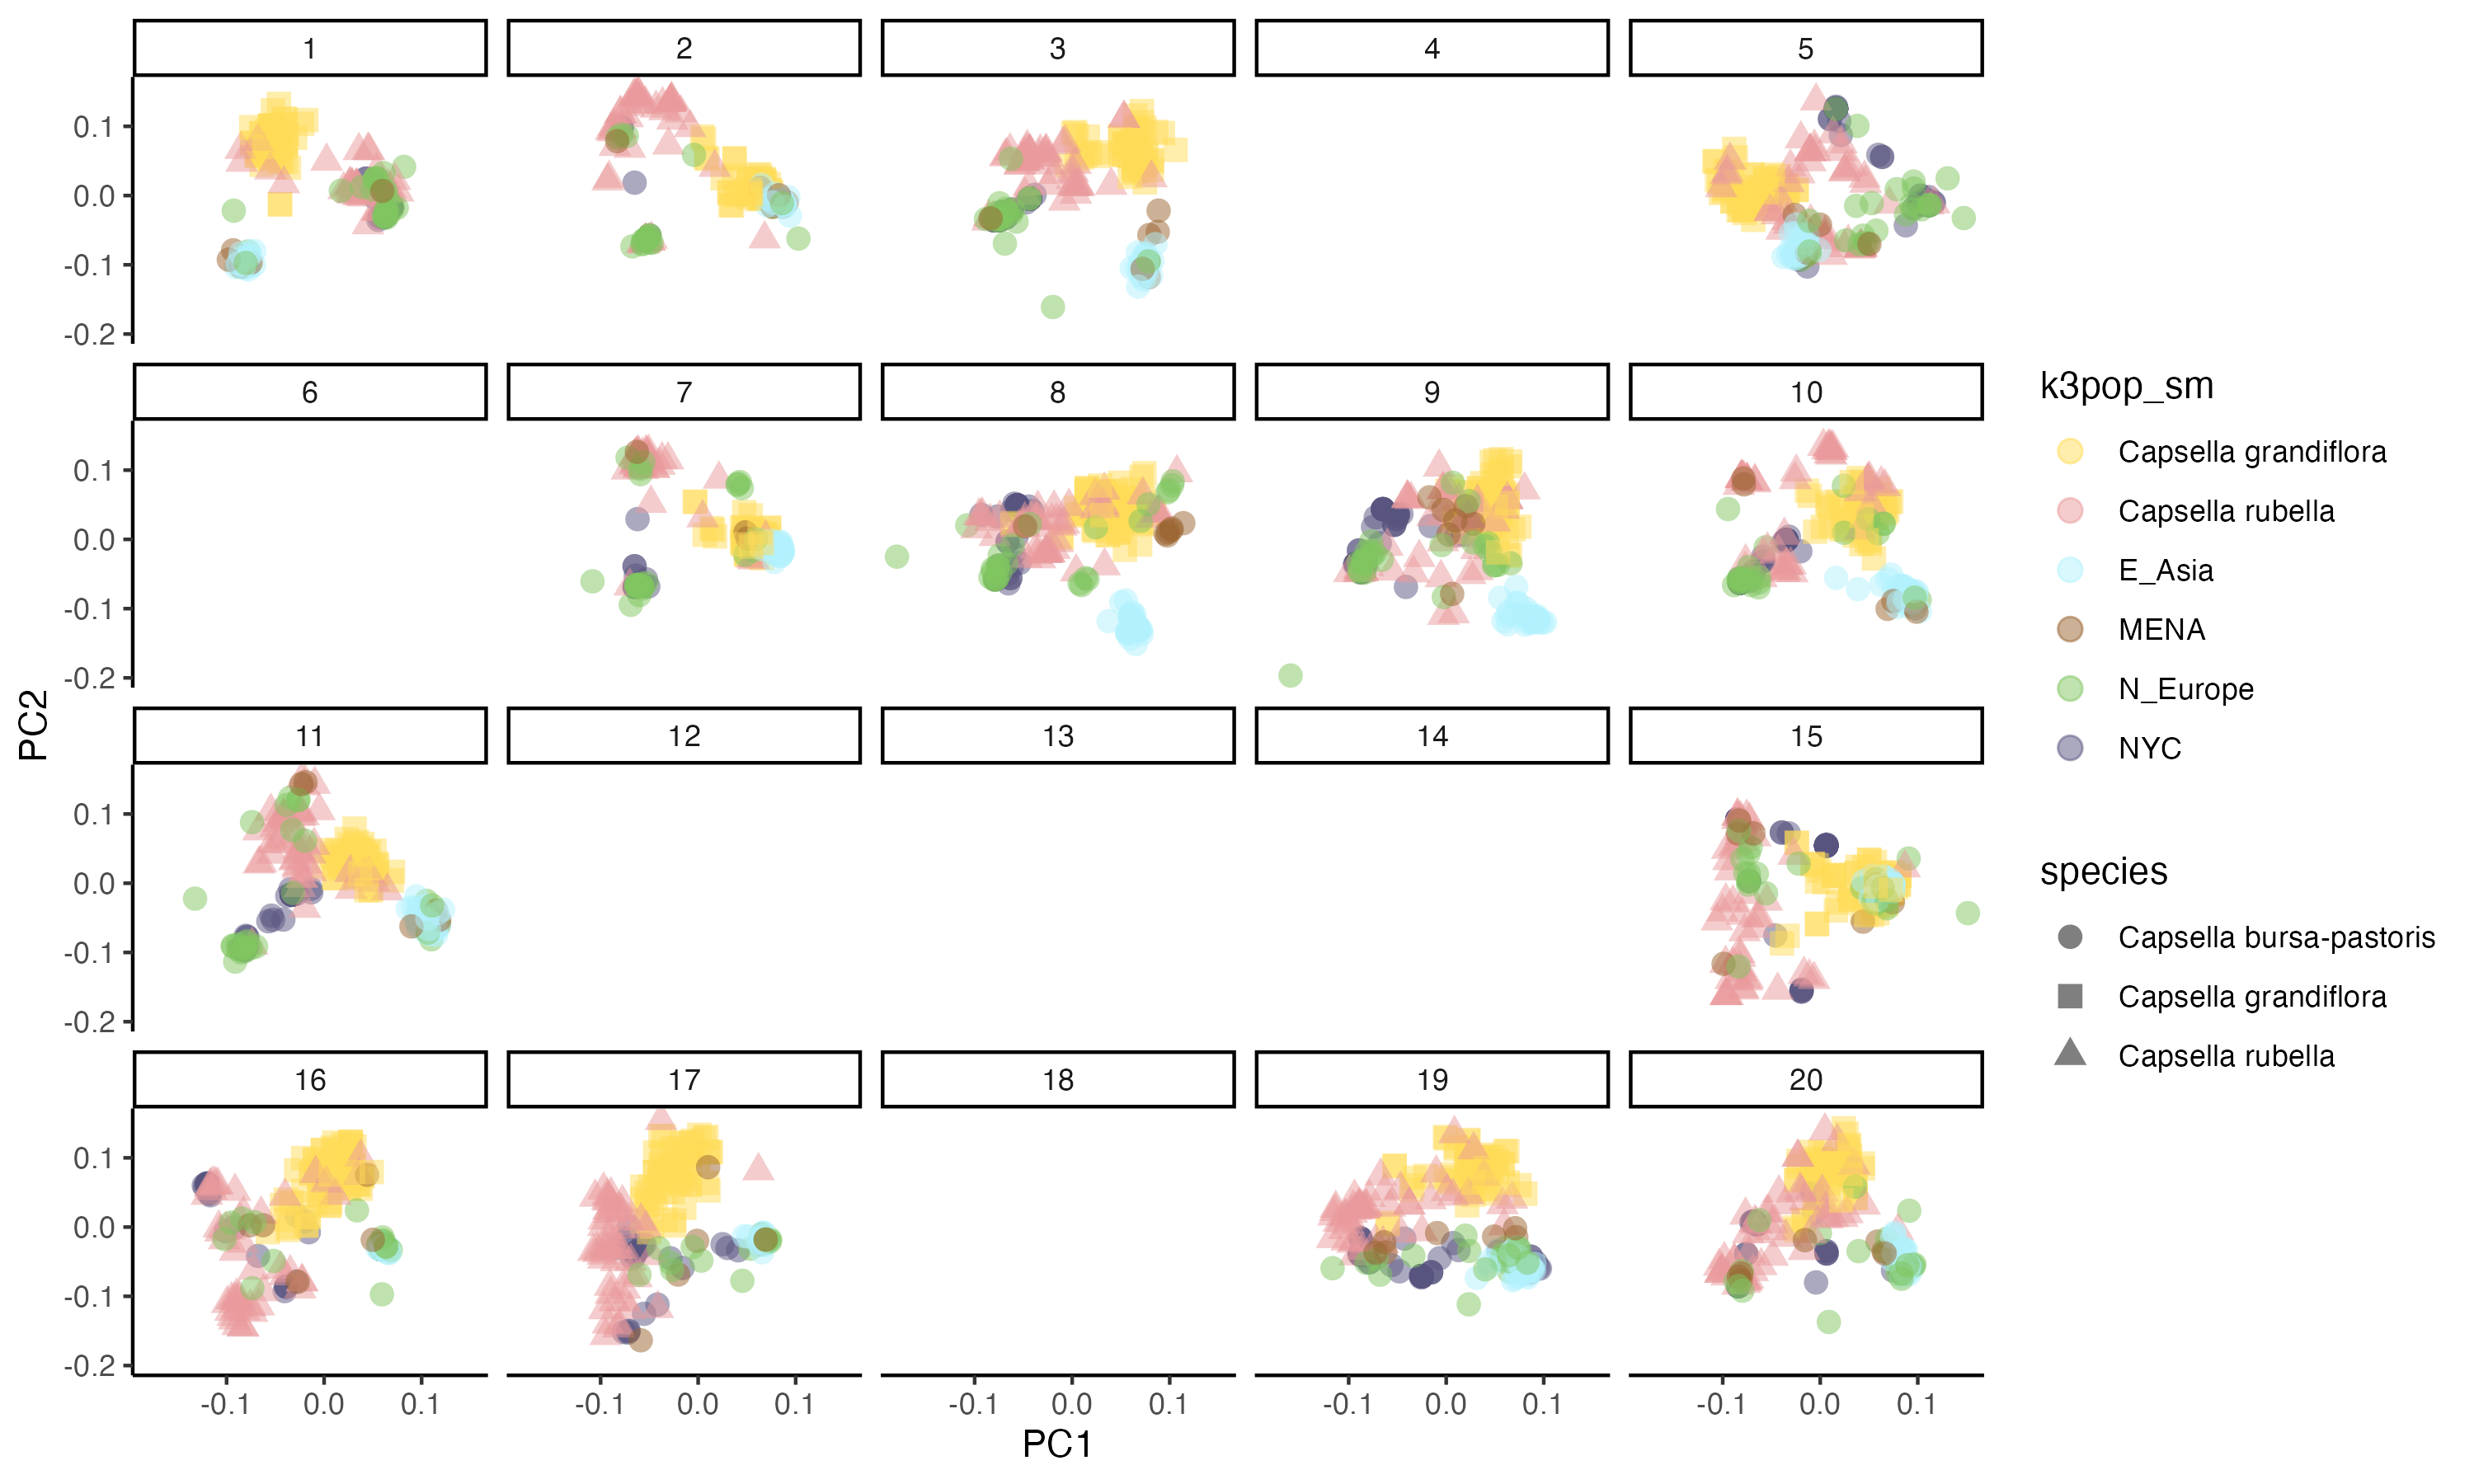 1 2 3 4 5
0.1
0.0
-0.1
-0.2
6 7 8 9 10
0.1
0.0
-0.1
-0.2
11 12 13 14 15
0.1
0.0
-0.1
-0.2
16 17 18 19 20
0.1
0.0
-0.1
-0.2
-0.1 0.0 0.1 -0.1 0.0 0.1 -0.1 0.0 0.1 -0.1 0.0 0.1 -0.1 0.0 0.1
PC1
PC2
k3pop_sm
Capsella grandiflora
Capsella rubella
E_Asia
MENA
N_Europe
NYC
species
Capsella bursa-pastoris
Capsella grandiflora
Capsella rubella